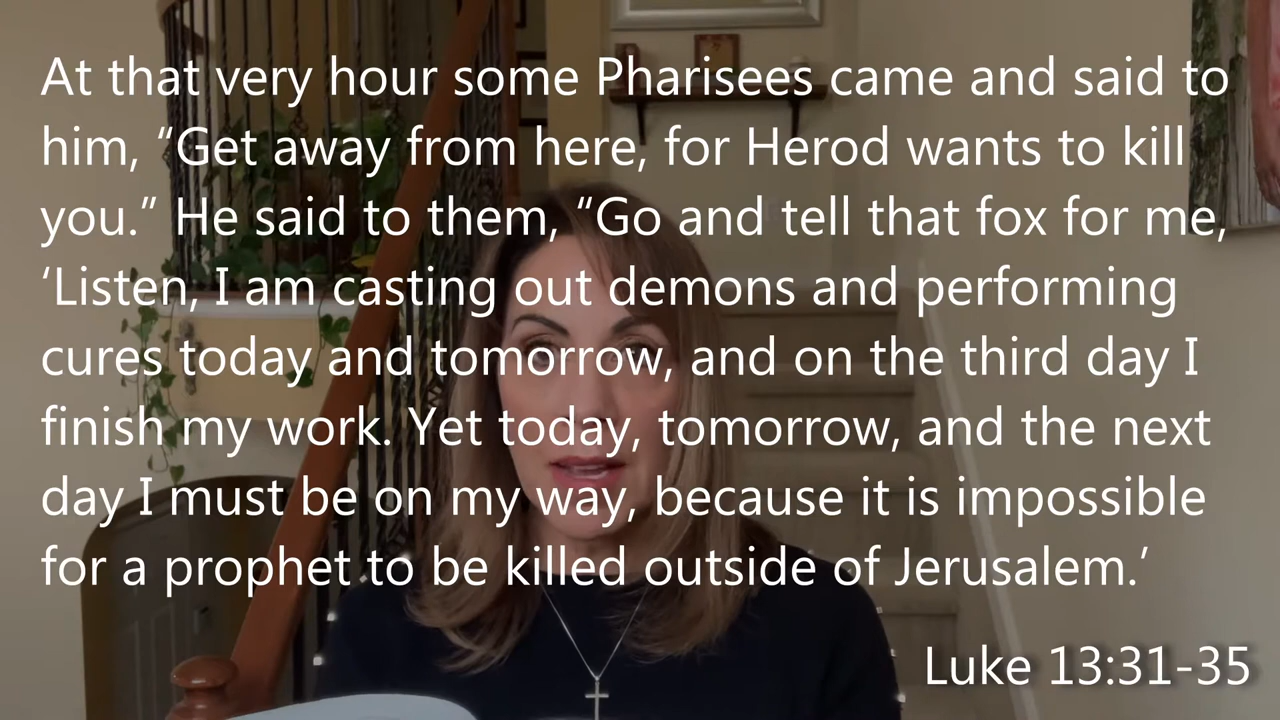 At that very hour some Pharisees came and said to
him, “Get away from here, for Herod wants to kill
you.” He said to them, “Go and tell that fox for me,
‘Listen, I am casting out demons and performing
cures today and tomorrow, and on the third day I
finish my work. Yet today, tomorrow, and the next
day I must be on my way, because it is impossible
for a prophet to be killed outside of Jerusalem.’
Luke 13:31-35